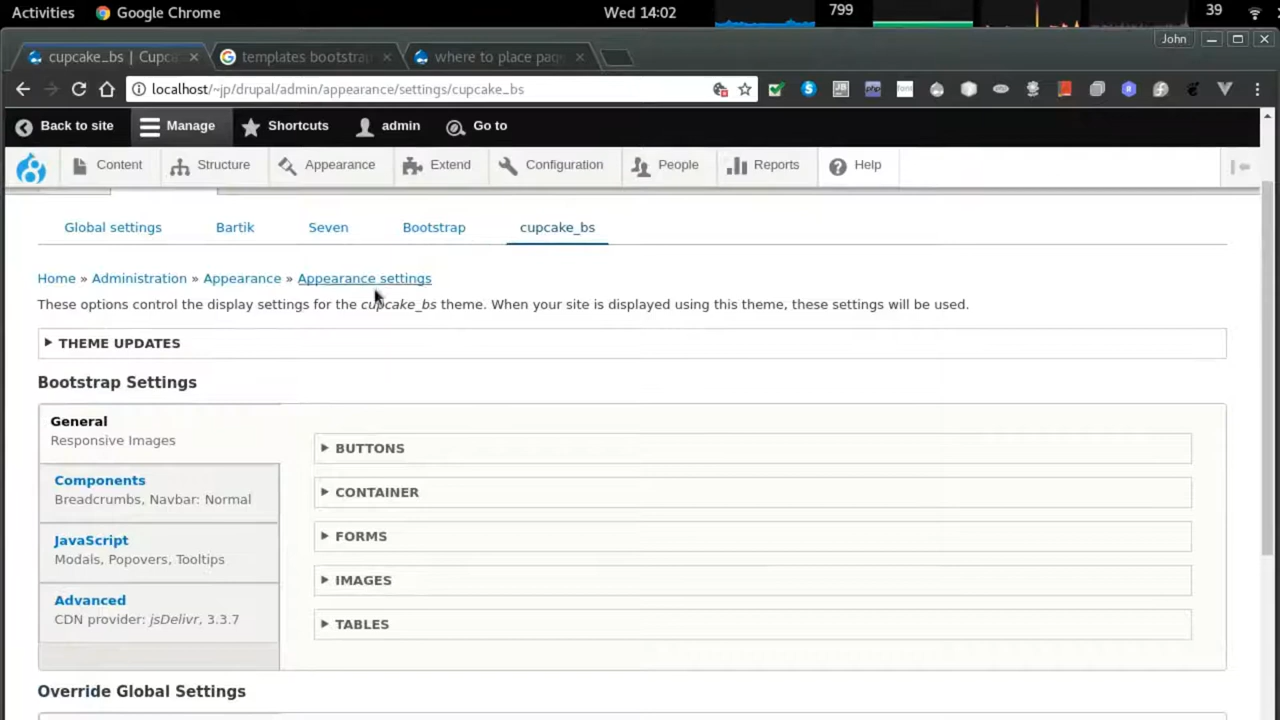 Activities Google Chrome Wed 14:02 799 39
cupcake_bs | Cupca templates bootstrap where to place pag John
localhost/~jp/drupal/admin/appearance/settings/cupcake_bs
Back to site Manage Shortcuts admin Go to
Content Structure Appearance Extend Configuration People Reports Help
Global settings Bartik Seven Bootstrap cupcake_bs
Home » Administration » Appearance » Appearance settings
These options control the display settings for the cupcake_bs theme. When your site is displayed using this theme, these settings will be used.
THEME UPDATES
Bootstrap Settings
General
Responsive Images
Components
Breadcrumbs, Navbar: Normal
JavaScript
Modals, Popovers, Tooltips
Advanced
CDN provider: jsDelivr, 3.3.7
BUTTONS
CONTAINER
FORMS
IMAGES
TABLES
Override Global Settings